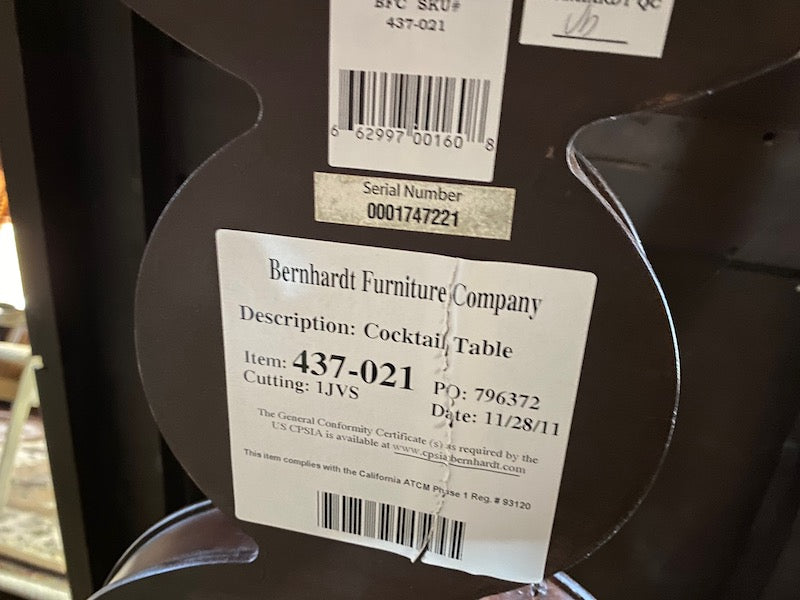 BFC SKU#
437-021
6 62997 00160 8
QC
Serial Number
0001747221
Bernhardt Furniture Company
Description: Cocktail Table
Item: 437-021
Cutting: 1JVS
PO: 796372
Date: 11/28/11
The General Conformity Certificate (s) as required by the
US CPSIA is available at www.cpsia.bernhardt.com
This item complies with the California ATCM Phase 1 Reg. # 93120